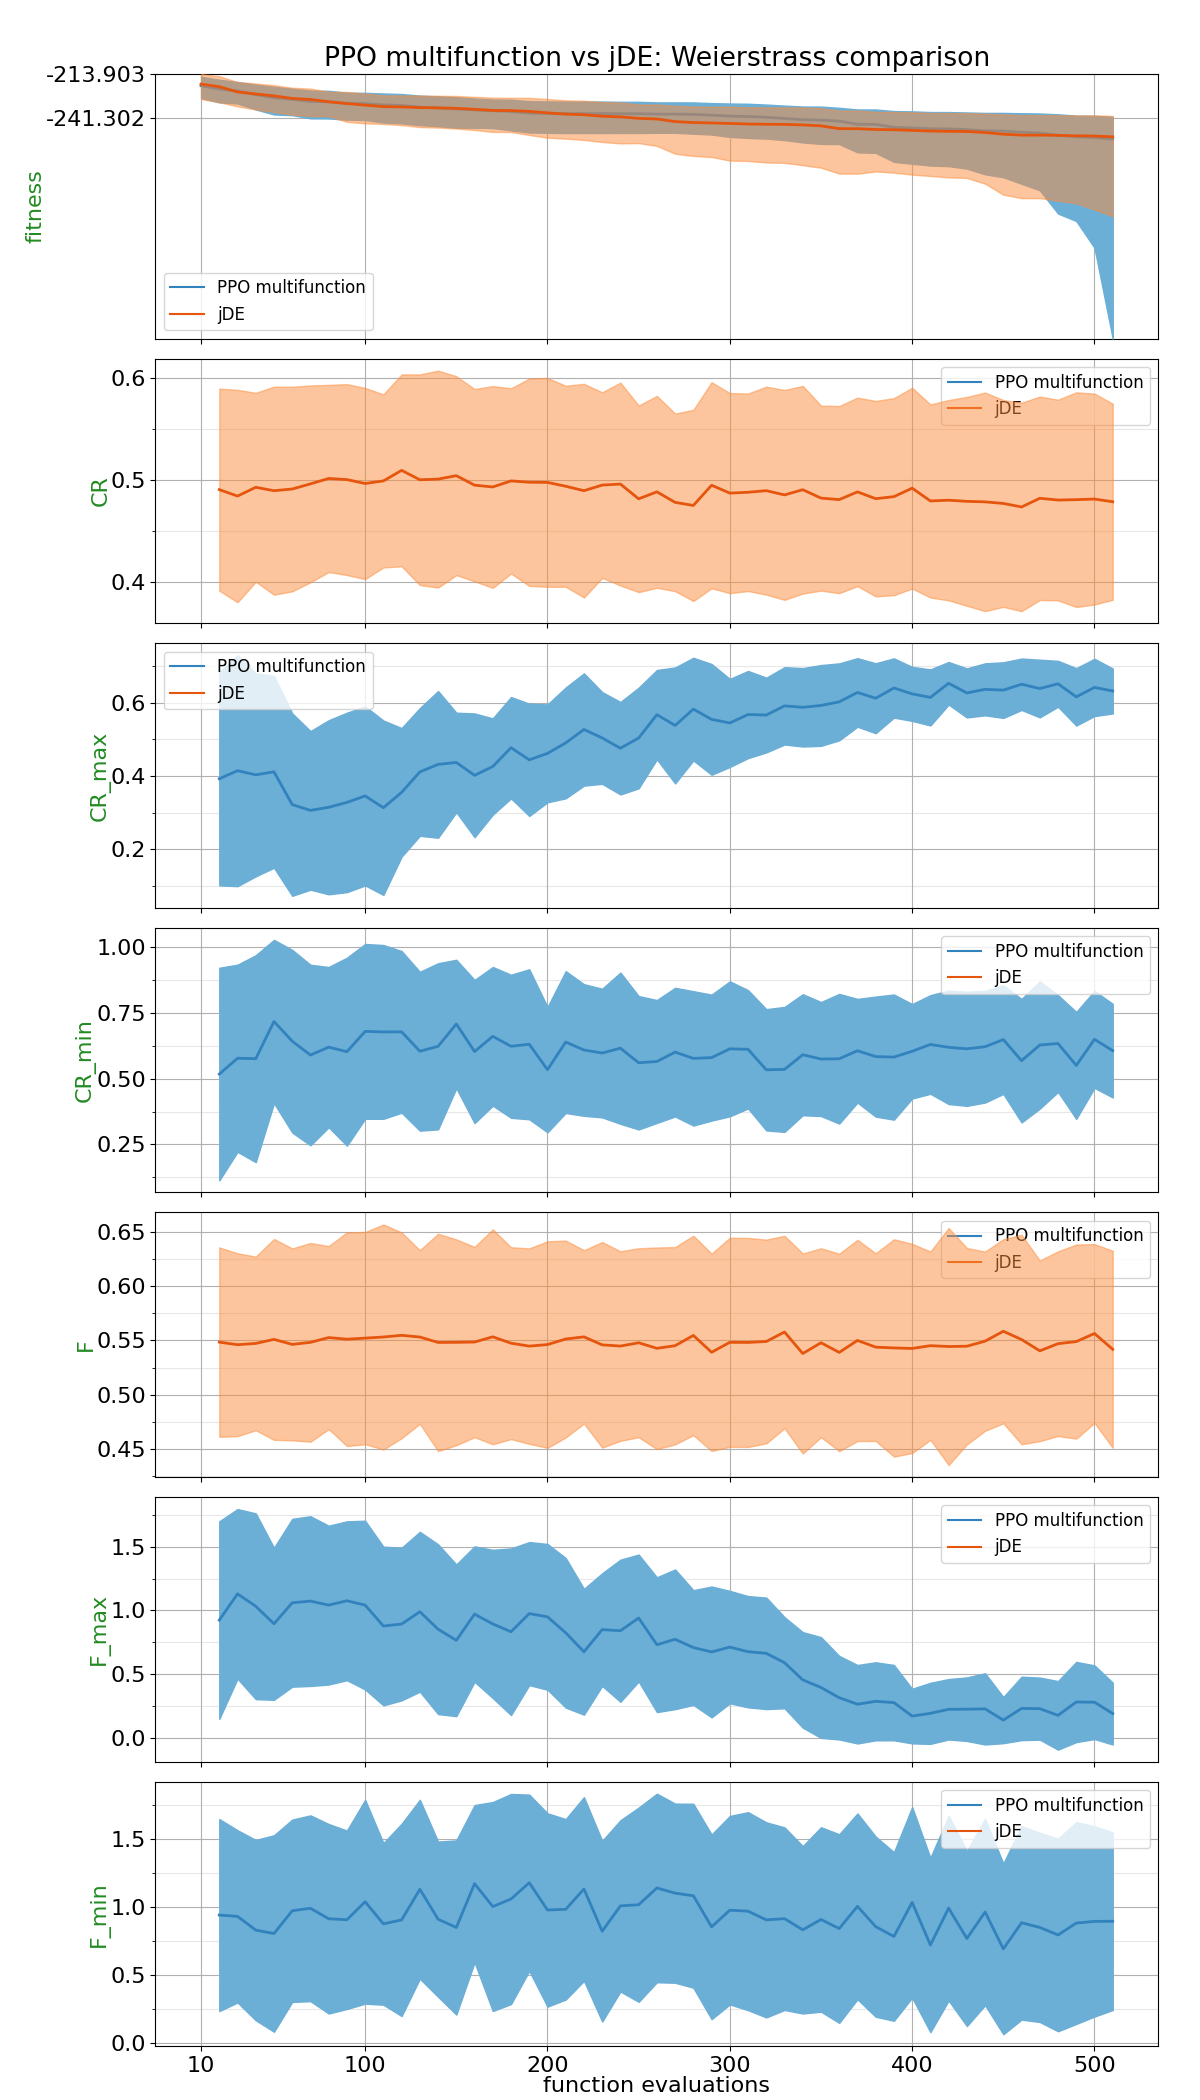 PPO multifunction vs jDE: Weierstrass comparison
-213.903
-241.302
fitness
PPO multifunction
jDE
0.6
0.5
0.4
CR
PPO multifunction
jDE
0.6
0.4
0.2
CR_max
PPO multifunction
jDE
1.00
0.75
0.50
0.25
CR_min
PPO multifunction
jDE
0.65
0.60
0.55
0.50
0.45
F
PPO multifunction
jDE
1.5
1.0
0.5
0.0
F_max
PPO multifunction
jDE
1.5
1.0
0.5
0.0
F_min
PPO multifunction
jDE
10 100 200 300 400 500
function evaluations